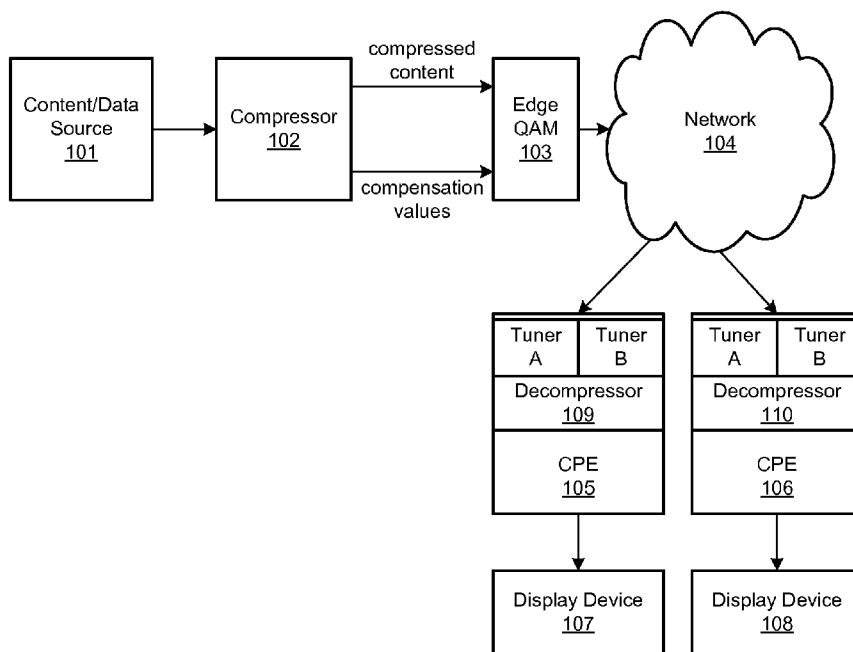 compressed
content
Content/Data
Source
101
Compressor
102
Edge
QAM
103
Network
104
compensation
values
Tuner
A
Tuner
B
Tuner
A
Tuner
B
Decompressor
109
Decompressor
110
CPE
105
CPE
106
Display Device
107
Display Device
108